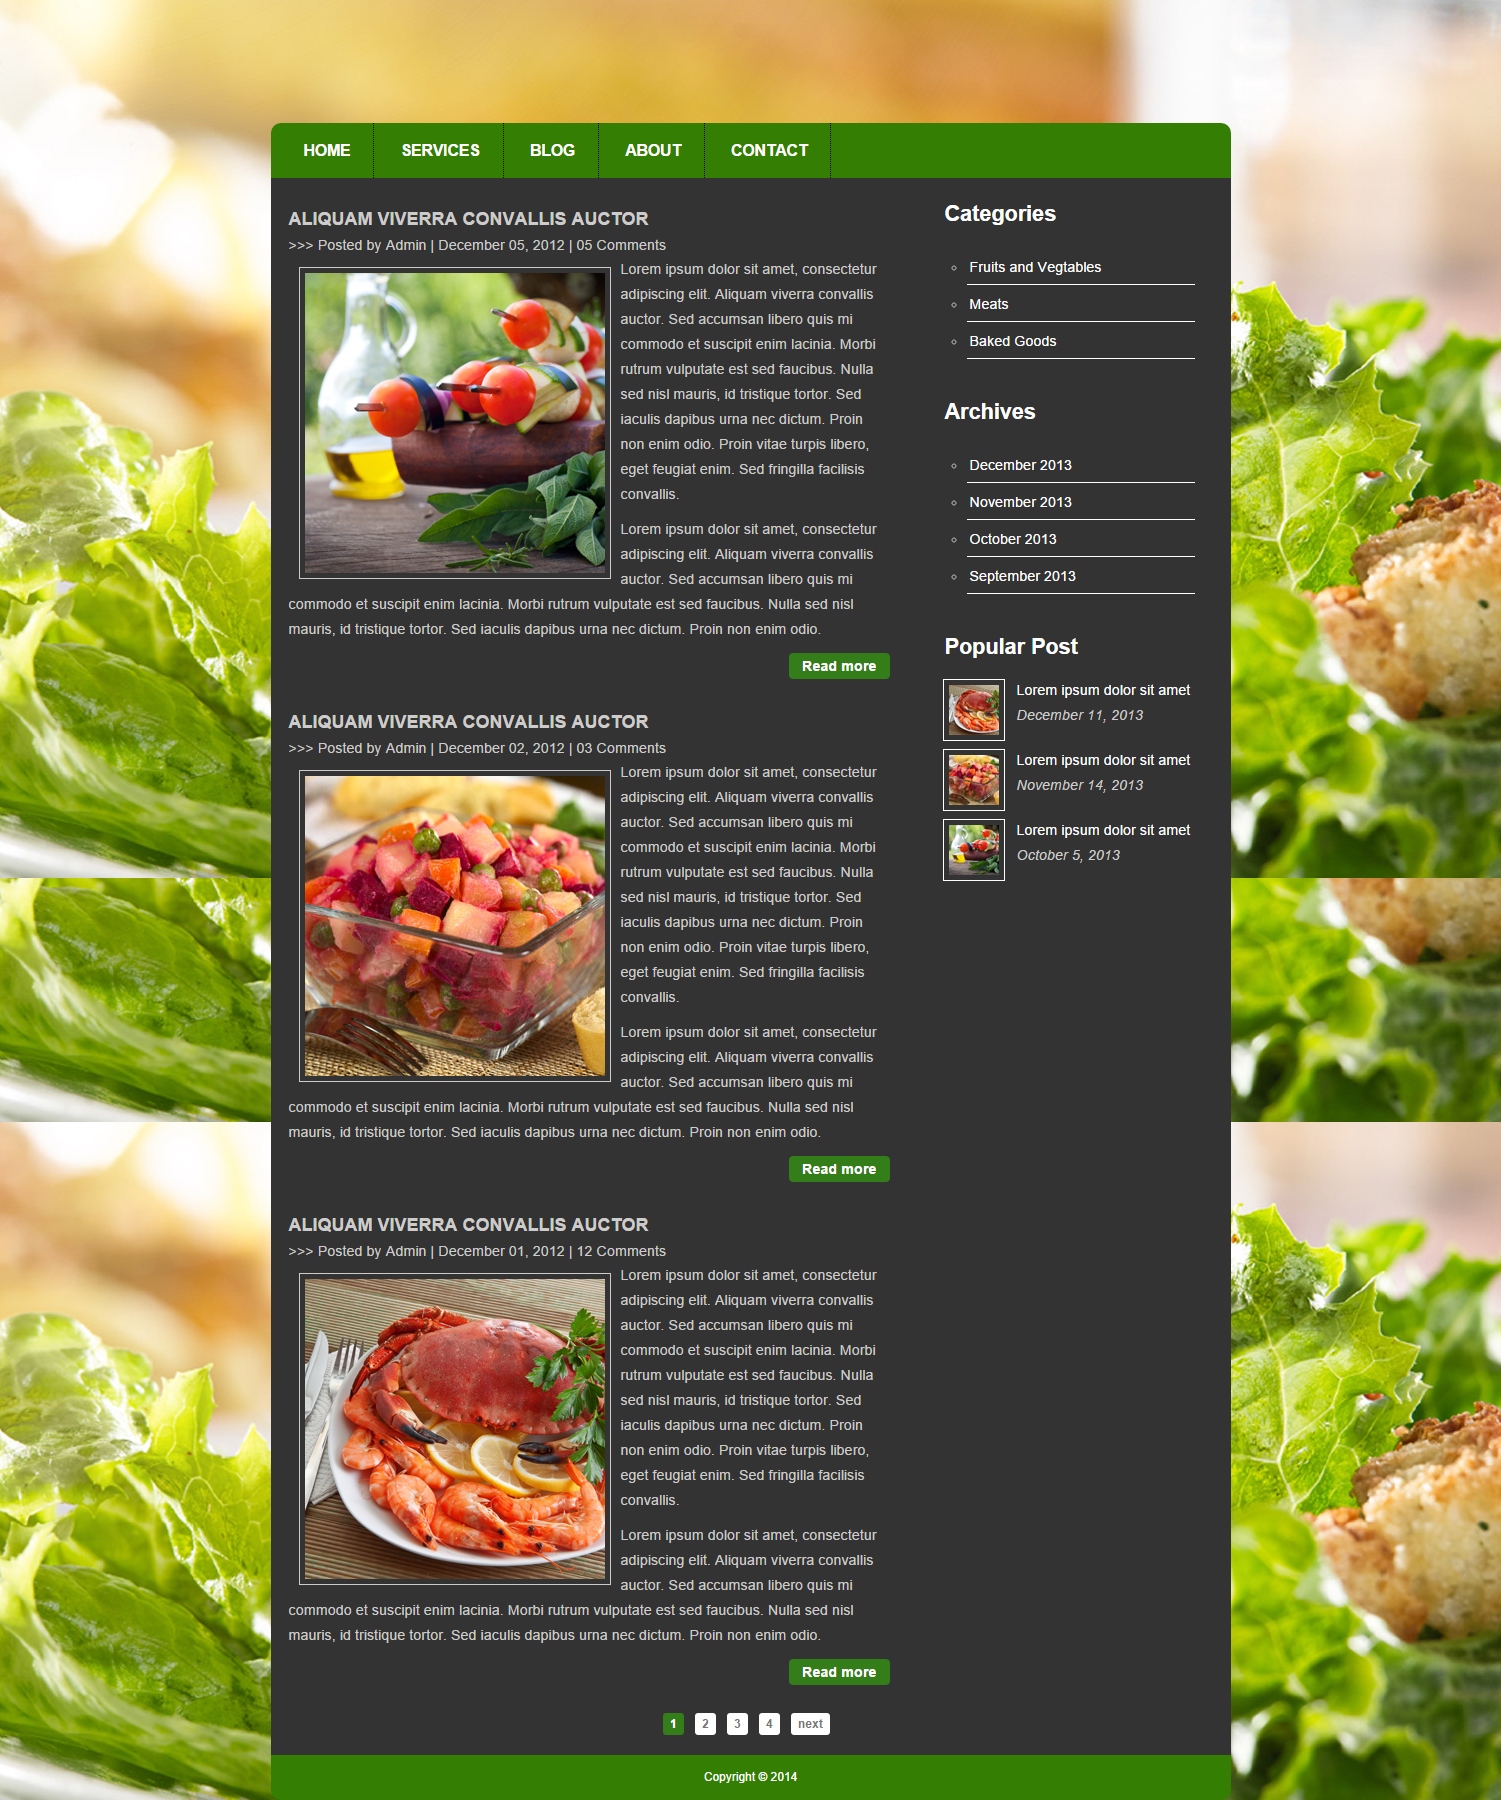 HOME SERVICES BLOG ABOUT CONTACT
ALIQUAM VIVERRA CONVALLIS AUCTOR
>>> Posted by Admin | December 05, 2012 | 05 Comments
Lorem ipsum dolor sit amet, consectetur
adipiscing elit. Aliquam viverra convallis
auctor. Sed accumsan libero quis mi
commodo et suscipit enim lacinia. Morbi
rutrum vulputate est sed faucibus. Nulla
sed nisl mauris, id tristique tortor. Sed
iaculis dapibus urna nec dictum. Proin
non enim odio. Proin vitae turpis libero,
eget feugiat enim. Sed fringilla facilisis
convallis.
Lorem ipsum dolor sit amet, consectetur
adipiscing elit. Aliquam viverra convallis
auctor. Sed accumsan libero quis mi
commodo et suscipit enim lacinia. Morbi rutrum vulputate est sed faucibus. Nulla sed nisl
mauris, id tristique tortor. Sed iaculis dapibus urna nec dictum. Proin non enim odio.
Read more
ALIQUAM VIVERRA CONVALLIS AUCTOR
>>> Posted by Admin | December 02, 2012 | 03 Comments
Lorem ipsum dolor sit amet, consectetur
adipiscing elit. Aliquam viverra convallis
auctor. Sed accumsan libero quis mi
commodo et suscipit enim lacinia. Morbi
rutrum vulputate est sed faucibus. Nulla
sed nisl mauris, id tristique tortor. Sed
iaculis dapibus urna nec dictum. Proin
non enim odio. Proin vitae turpis libero,
eget feugiat enim. Sed fringilla facilisis
convallis.
Lorem ipsum dolor sit amet, consectetur
adipiscing elit. Aliquam viverra convallis
auctor. Sed accumsan libero quis mi
commodo et suscipit enim lacinia. Morbi rutrum vulputate est sed faucibus. Nulla sed nisl
mauris, id tristique tortor. Sed iaculis dapibus urna nec dictum. Proin non enim odio.
Read more
ALIQUAM VIVERRA CONVALLIS AUCTOR
>>> Posted by Admin | December 01, 2012 | 12 Comments
Lorem ipsum dolor sit amet, consectetur
adipiscing elit. Aliquam viverra convallis
auctor. Sed accumsan libero quis mi
commodo et suscipit enim lacinia. Morbi
rutrum vulputate est sed faucibus. Nulla
sed nisl mauris, id tristique tortor. Sed
iaculis dapibus urna nec dictum. Proin
non enim odio. Proin vitae turpis libero,
eget feugiat enim. Sed fringilla facilisis
convallis.
Lorem ipsum dolor sit amet, consectetur
adipiscing elit. Aliquam viverra convallis
auctor. Sed accumsan libero quis mi
commodo et suscipit enim lacinia. Morbi rutrum vulputate est sed faucibus. Nulla sed nisl
mauris, id tristique tortor. Sed iaculis dapibus urna nec dictum. Proin non enim odio.
Read more
1 2 3 4 next
Categories
Fruits and Vegtables
Meats
Baked Goods
Archives
December 2013
November 2013
October 2013
September 2013
Popular Post
Lorem ipsum dolor sit amet
December 11, 2013
Lorem ipsum dolor sit amet
November 14, 2013
Lorem ipsum dolor sit amet
October 5, 2013
Copyright © 2014